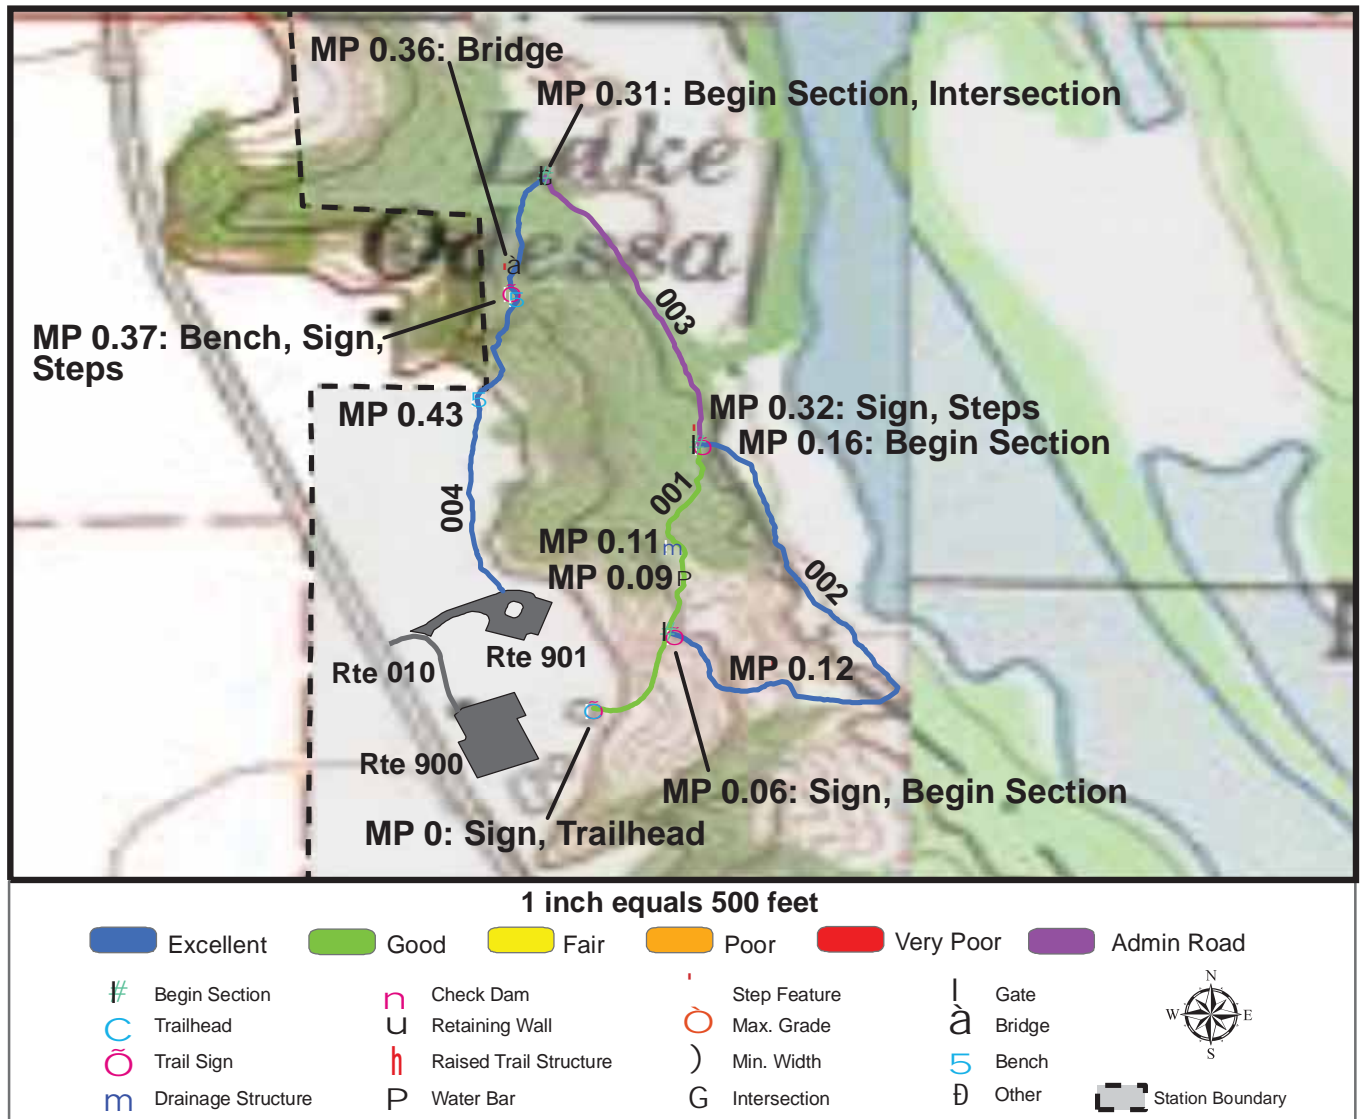 MP 0.36: Bridge
MP 0.31: Begin Section, Intersection
Lake
Odessa
MP 0.37: Bench, Sign,
Steps
003
MP 0.43
MP 0.32: Sign, Steps
MP 0.16: Begin Section
004
001
MP 0.11
m
MP 0.09
P
002
Rte 901
Rte 010
MP 0.12
Rte 900
MP 0.06: Sign, Begin Section
MP 0: Sign, Trailhead
1 inch equals 500 feet
Excellent
Good
Fair
Poor
Very Poor
Admin Road
Begin Section
n Check Dam
' Step Feature
l Gate
C Trailhead
u Retaining Wall
Ò Max. Grade
à Bridge
Õ Trail Sign
h Raised Trail Structure
) Min. Width
5 Bench
m Drainage Structure
P Water Bar
G Intersection
Ð Other
Station Boundary
N
W E
S